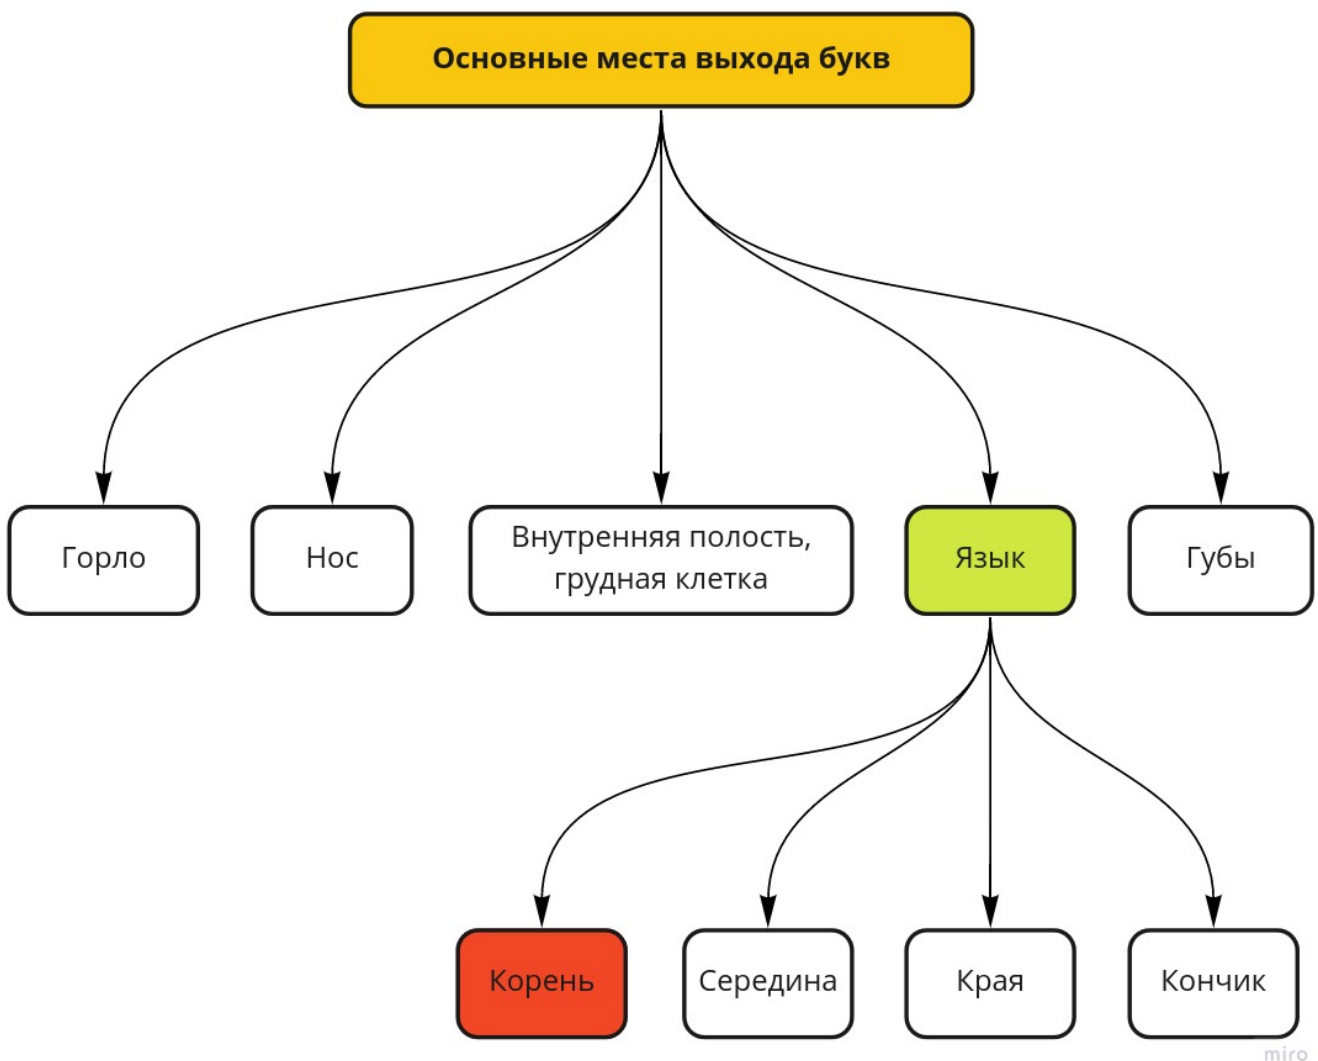 Основные места выхода букв
Горло
Нос
Внутренняя полость,
грудная клетка
Язык
Губы
Корень
Середина
Края
Кончик
miro